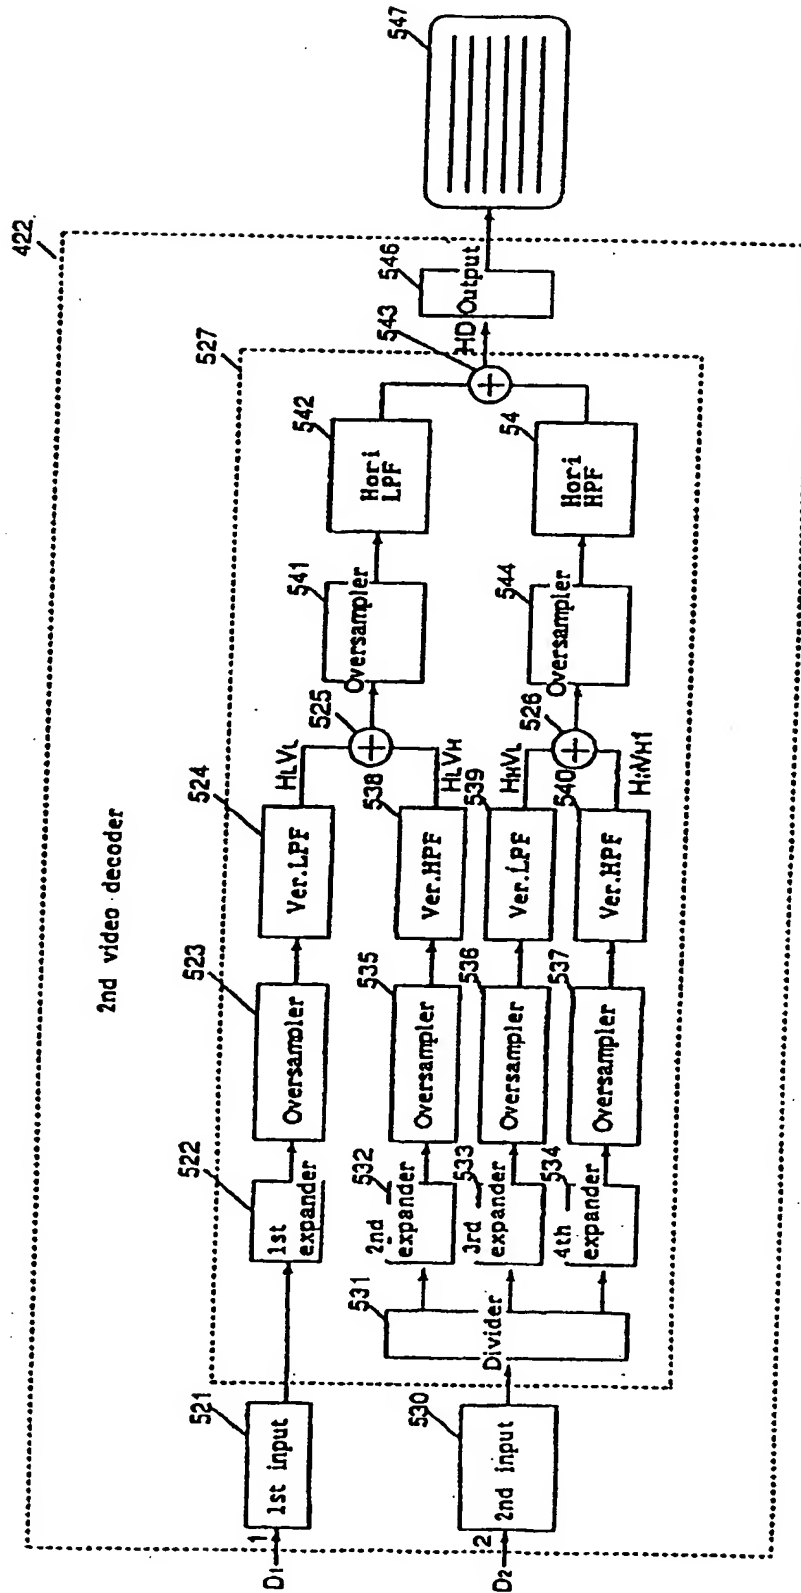 2nd video decoder
422
527
D1
1
521
1st input
522
1st
expander
523
Oversampler
524
Ver.LPF
HLVL
525
541
Oversampler
542
Hori
LPF
543
HD Output
546
547
D2
2
530
2nd input
531
Divider
532
2nd
expander
535
Oversampler
538
Ver.HPF
HLVH
533
3rd
expander
536
Oversampler
539
Ver.LPF
HHVL
526
544
Oversampler
54
Hori
HPF
534
4th
expander
537
Oversampler
540
Ver.HPF